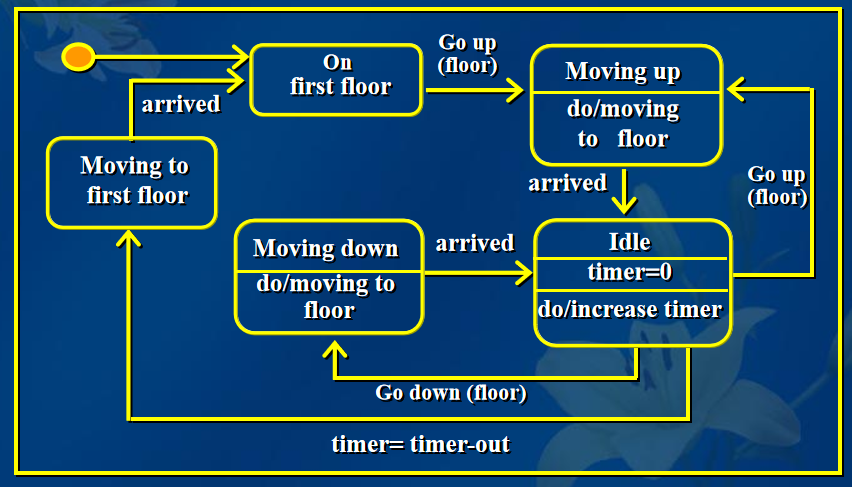 On
first floor
Go up
(floor)
Moving up
do/moving
to floor
arrived
Moving to
first floor
arrived
Go up
(floor)
Moving down
do/moving to
floor
arrived
Idle
timer=0
do/increase timer
Go down (floor)
timer= timer-out